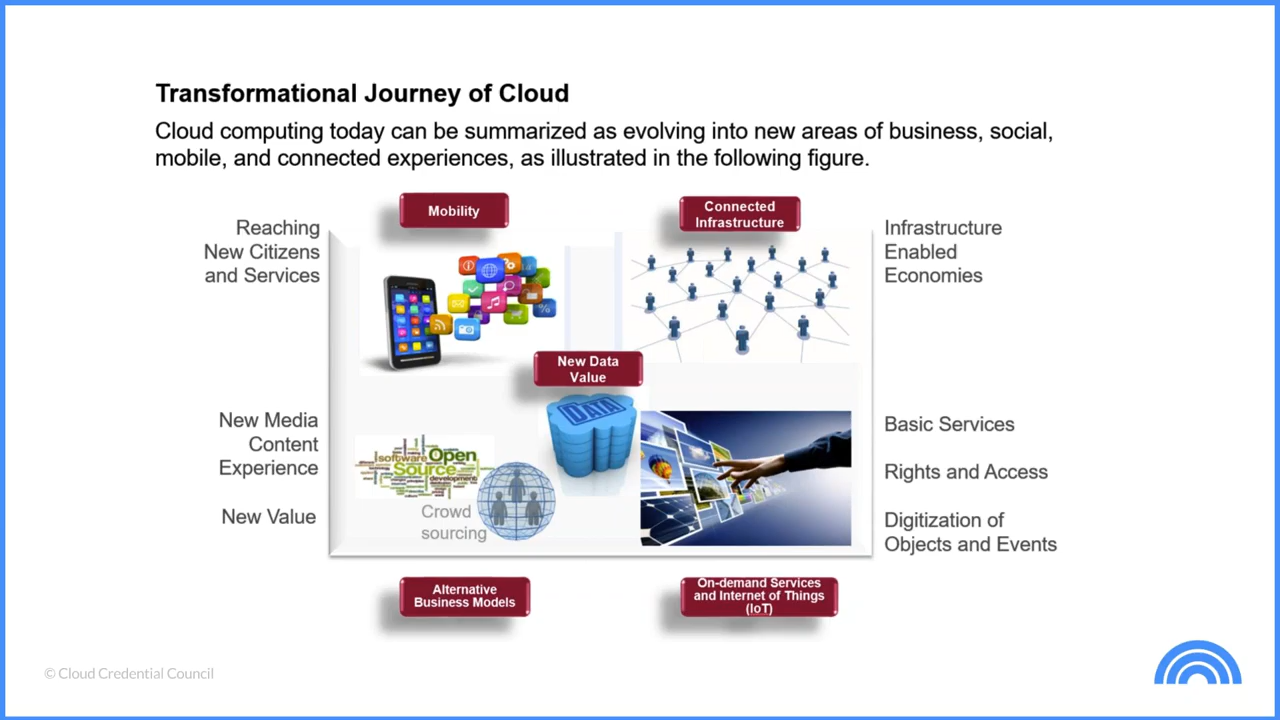 Transformational Journey of Cloud
Cloud computing today can be summarized as evolving into new areas of business, social,
mobile, and connected experiences, as illustrated in the following figure.
Mobility
Connected
Infrastructure
Reaching
New Citizens
and Services
Infrastructure
Enabled
Economies
New Data
Value
DATA
New Media
Content
Experience
New Value
software Open
Source
development
Crowd
sourcing
Basic Services
Rights and Access
Digitization of
Objects and Events
Alternative
Business Models
On-demand Services
and Internet of Things
(IoT)
© Cloud Credential Council